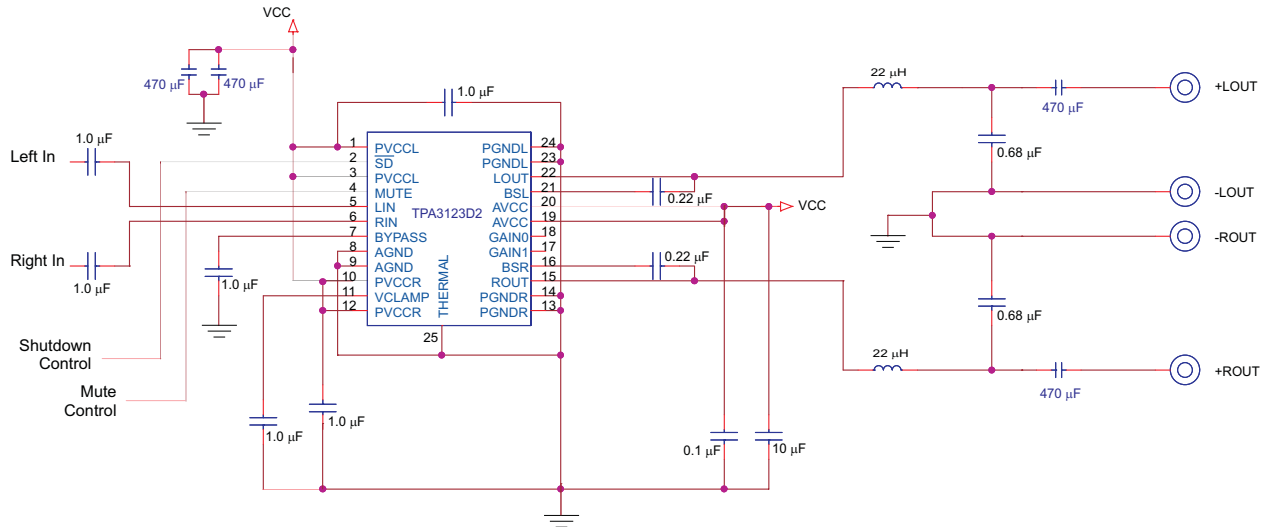 VCC
470 μF
470 μF
1.0 μF
1.0 μF
Left In
1 PVCCL
2 SD
3 PVCCL
4 MUTE
5 LIN
6 RIN
7 BYPASS
8 AGND
9 AGND
10 PVCCR
11 VCLAMP
12 PVCCR
TPA3123D2
THERMAL
25
PGNDL 24
PGNDL 23
LOUT 22
BSL 21
AVCC 20
AVCC 19
GAIN0 18
GAIN1 17
BSR 16
ROUT 15
PGNDR 14
PGNDR 13
Right In
1.0 μF
1.0 μF
Shutdown
Control
Mute
Control
1.0 μF
1.0 μF
0.22 μF
VCC
0.22 μF
0.1 μF
10 μF
22 μH
470 μF
+LOUT
0.68 μF
-LOUT
-ROUT
0.68 μF
22 μH
470 μF
+ROUT